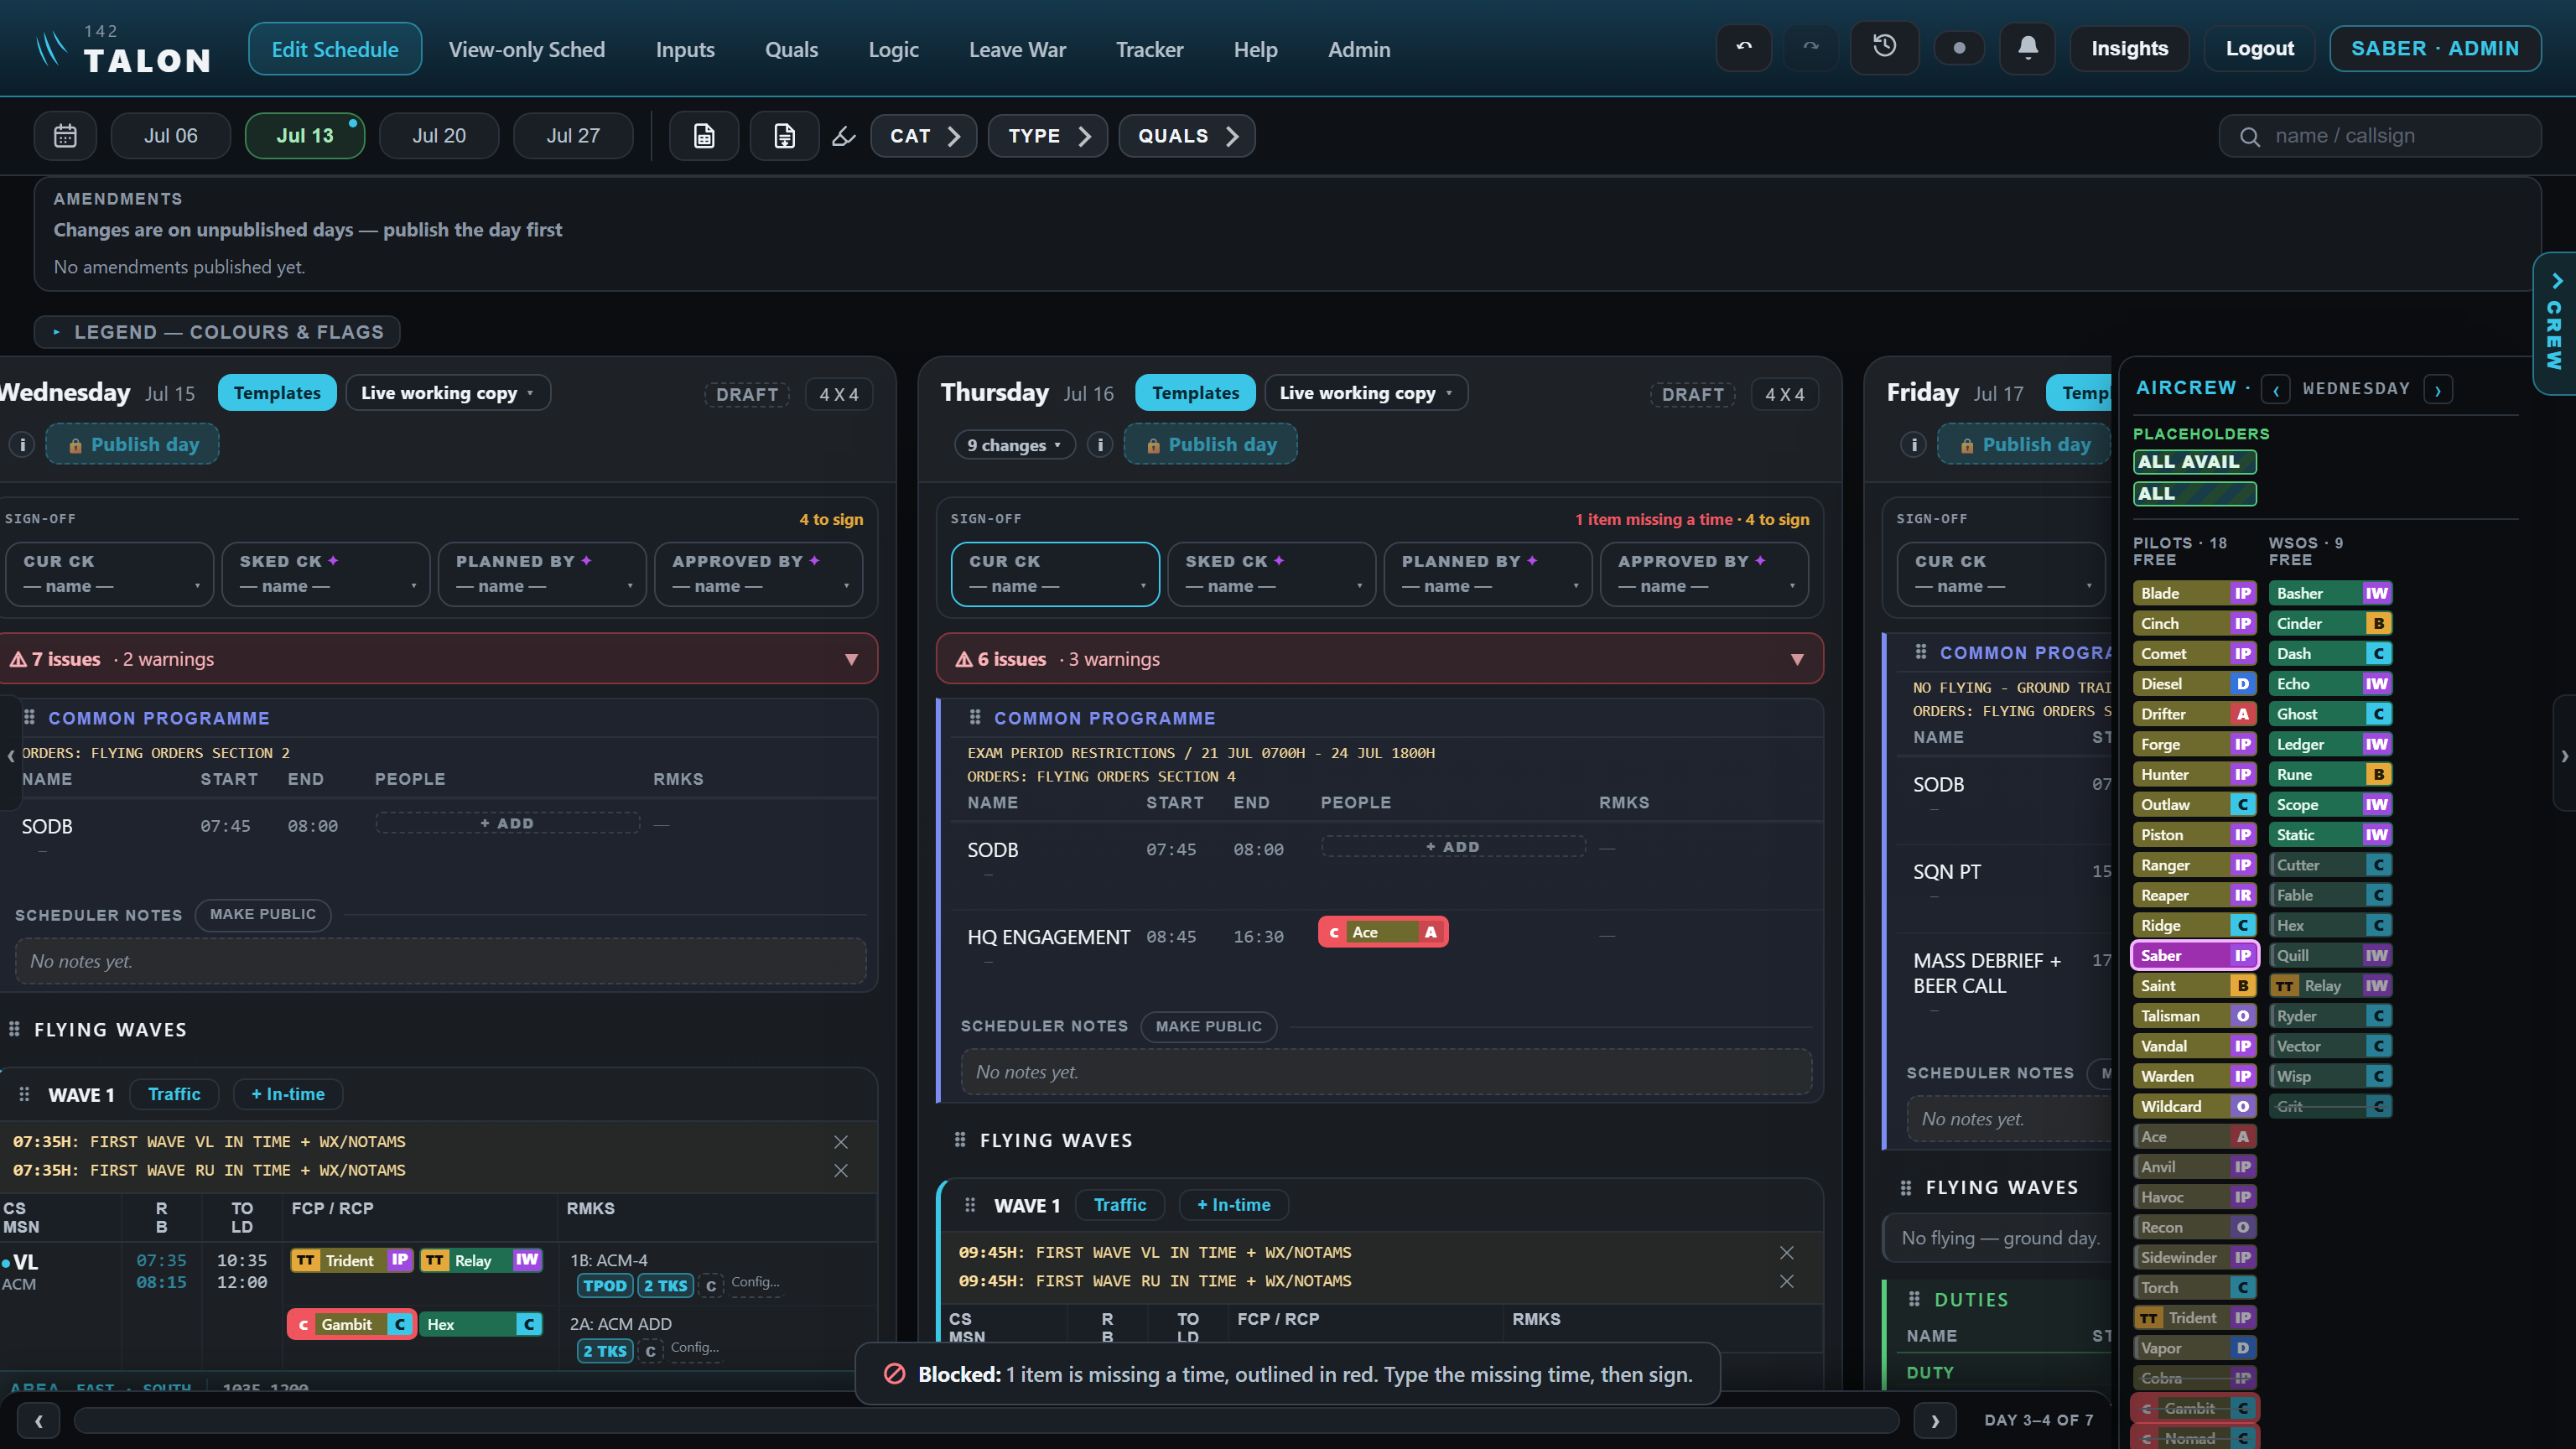 142
TALON
Edit Schedule
View-only Sched
Inputs
Quals
Logic
Leave War
Tracker
Help
Admin
Insights
Logout
SABER · ADMIN
Jul 06
Jul 13
Jul 20
Jul 27
CAT
TYPE
QUALS
name / callsign
AMENDMENTS
Changes are on unpublished days — publish the day first
No amendments published yet.
LEGEND — COLOURS & FLAGS
CREW
Wednesday Jul 15 Templates Live working copy DRAFT 4 X 4
i Publish day
SIGN-OFF 4 to sign
CUR CK SKED CK PLANNED BY APPROVED BY
— name — — name — — name — — name —
7 issues · 2 warnings
COMMON PROGRAMME
ORDERS: FLYING ORDERS SECTION 2
NAME START END PEOPLE RMKS
SODB 07:45 08:00 + ADD —
—
SCHEDULER NOTES MAKE PUBLIC
No notes yet.
FLYING WAVES
WAVE 1 Traffic + In-time
07:35H: FIRST WAVE VL IN TIME + WX/NOTAMS
07:35H: FIRST WAVE RU IN TIME + WX/NOTAMS
CS R TO FCP / RCP RMKS
MSN B LD
VL 07:35 10:35 TT Trident IP TT Relay IW 1B: ACM-4
ACM 08:15 12:00 TPOD 2 TKS C Config...
C Gambit C Hex C 2A: ACM ADD
2 TKS C Config...
AREA EAST · SOUTH 1035-1200
Thursday Jul 16 Templates Live working copy DRAFT 4 X 4
9 changes i Publish day
SIGN-OFF 1 item missing a time · 4 to sign
CUR CK SKED CK PLANNED BY APPROVED BY
— name — — name — — name — — name —
6 issues · 3 warnings
COMMON PROGRAMME
EXAM PERIOD RESTRICTIONS / 21 JUL 0700H - 24 JUL 1800H
ORDERS: FLYING ORDERS SECTION 4
NAME START END PEOPLE RMKS
SODB 07:45 08:00 + ADD —
—
HQ ENGAGEMENT 08:45 16:30 C Ace A —
—
SCHEDULER NOTES MAKE PUBLIC
No notes yet.
FLYING WAVES
WAVE 1 Traffic + In-time
09:45H: FIRST WAVE VL IN TIME + WX/NOTAMS
09:45H: FIRST WAVE RU IN TIME + WX/NOTAMS
CS R TO FCP / RCP RMKS
MSN B LD
Friday Jul 17 Templ
i Publish day
SIGN-OFF
CUR CK
— name —
COMMON PROGRA
NO FLYING - GROUND TRAI
ORDERS: FLYING ORDERS S
NAME ST
SODB 07
—
SQN PT 15
—
MASS DEBRIEF + 17
BEER CALL
—
SCHEDULER NOTES M
No notes yet.
FLYING WAVES
No flying — ground day.
DUTIES
NAME ST
DUTY
AIRCREW · WEDNESDAY
PLACEHOLDERS
ALL AVAIL
ALL
PILOTS · 18 FREE
Blade IP
Cinch IP
Comet IP
Diesel D
Drifter A
Forge IP
Hunter IP
Outlaw C
Piston IP
Ranger IP
Reaper IR
Ridge C
Saber IP
Saint B
Talisman O
Vandal IP
Warden IP
Wildcard O
Ace A
Anvil IP
Havoc IP
Recon O
Sidewinder IP
Torch C
TT Trident IP
Vapor D
Cobra IP
C Gambit C
C Nomad C
WSOS · 9 FREE
Basher IW
Cinder B
Dash C
Echo IW
Ghost C
Ledger IW
Rune B
Scope IW
Static IW
Cutter C
Fable C
Hex C
Quill IW
TT Relay IW
Ryder C
Vector C
Wisp C
Grit C
Blocked: 1 item is missing a time, outlined in red. Type the missing time, then sign.
DAY 3–4 OF 7